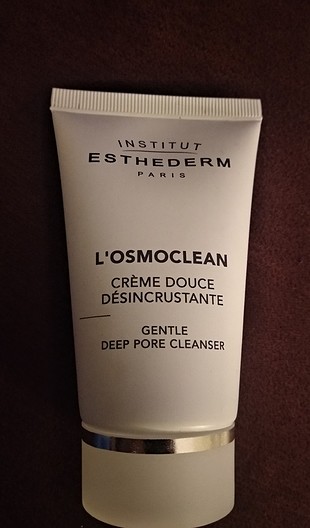 INSTITUT
ESTHEDERM
PARIS
L'OSMOCLEAN
CRÈME DOUCE
DÉSINCRUSTANTE
GENTLE
DEEP PORE CLEANSER